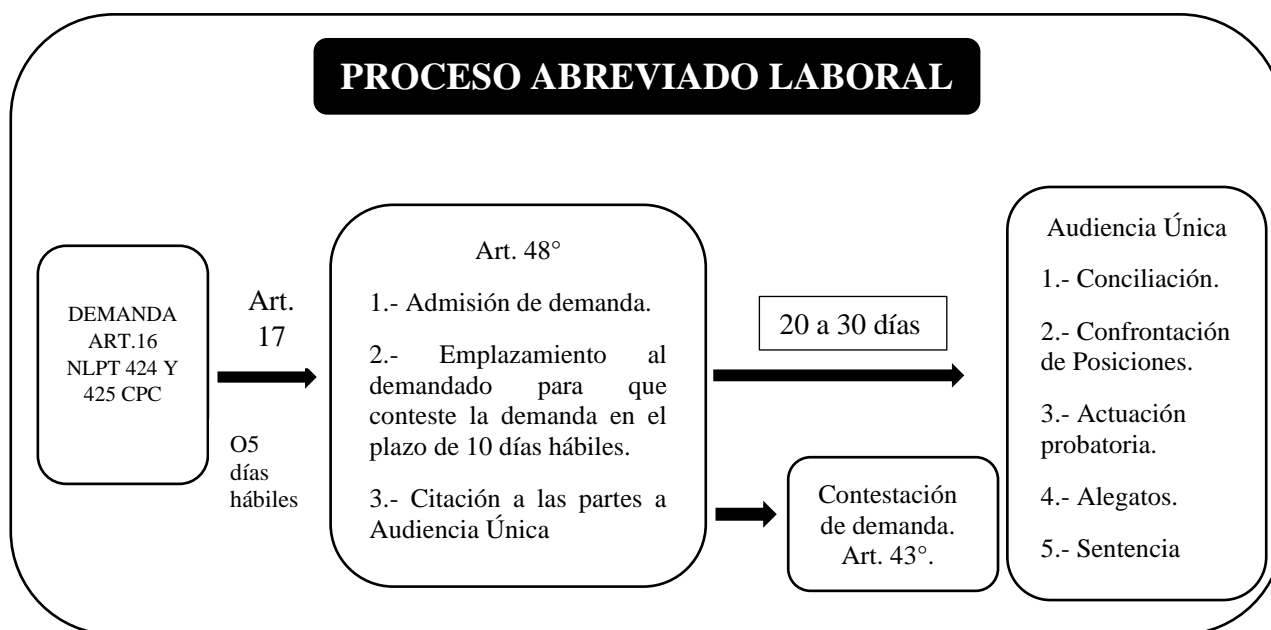 PROCESO ABREVIADO LABORAL
DEMANDA
ART.16
NLPT 424 Y
425 CPC
Art.
17
O5
días
hábiles
Art. 48°
1.- Admisión de demanda.
2.- Emplazamiento al
demandado para que
conteste la demanda en el
plazo de 10 días hábiles.
3.- Citación a las partes a
Audiencia Única
20 a 30 días
Contestación
de demanda.
Art. 43°.
Audiencia Única
1.- Conciliación.
2.- Confrontación
de Posiciones.
3.- Actuación
probatoria.
4.- Alegatos.
5.- Sentencia